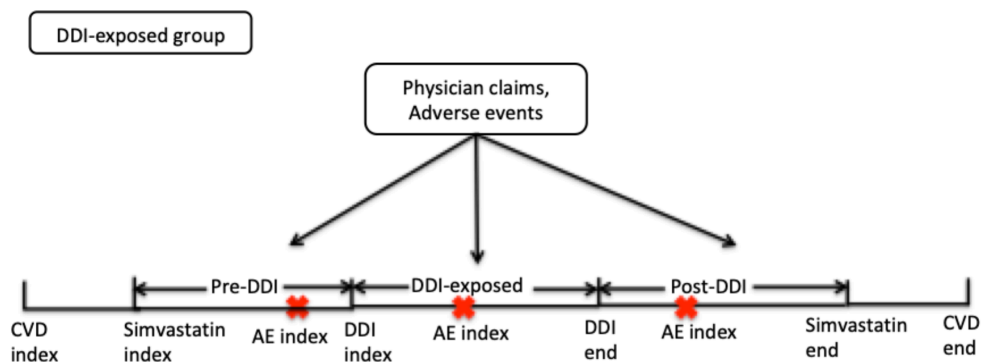 DDI-exposed group
Physician claims,
Adverse events
Pre-DDI
DDI-exposed
Post-DDI
CVD
index
Simvastatin
index
AE index
DDI
index
AE index
DDI
end
AE index
Simvastatin
end
CVD
end